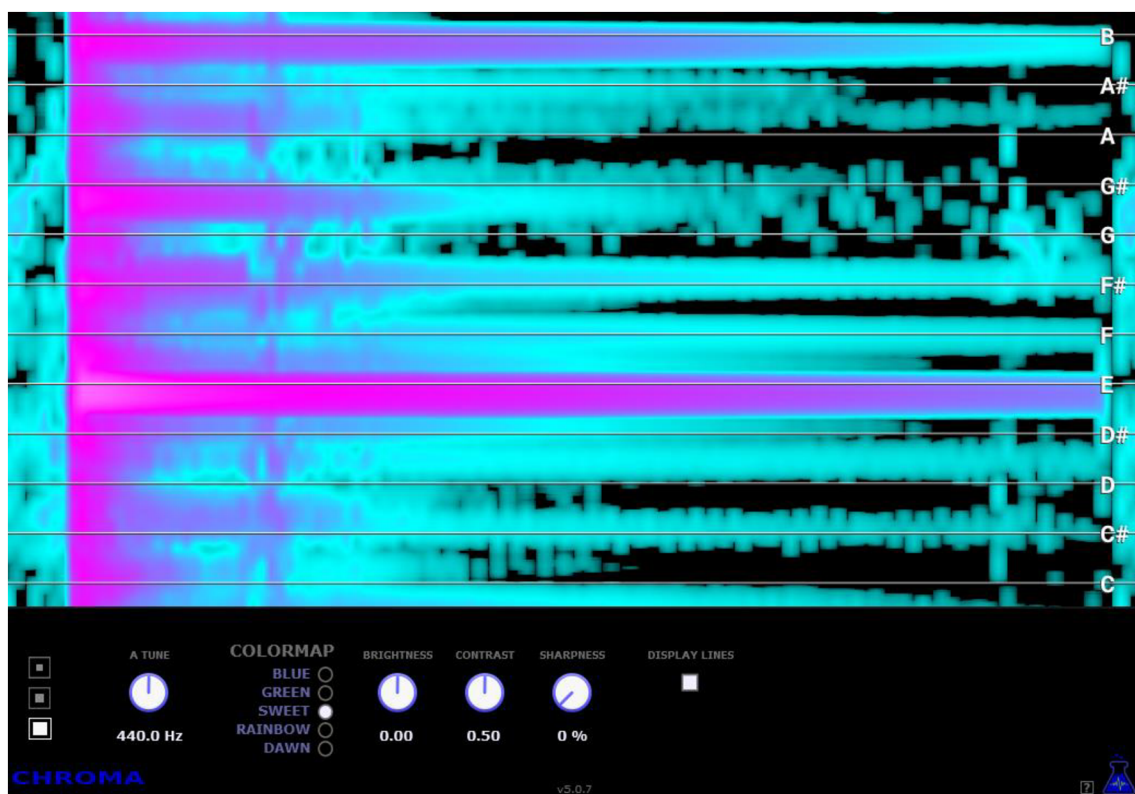 B
A#
A
G#
G
F#
F
E
D#
D
C#
C
A TUNE
440.0 Hz
COLORMAP
BLUE
GREEN
SWEET
RAINBOW
DAWN
BRIGHTNESS
0.00
CONTRAST
0.50
SHARPNESS
0 %
DISPLAY LINES
CHROMA
v5.0.7
?